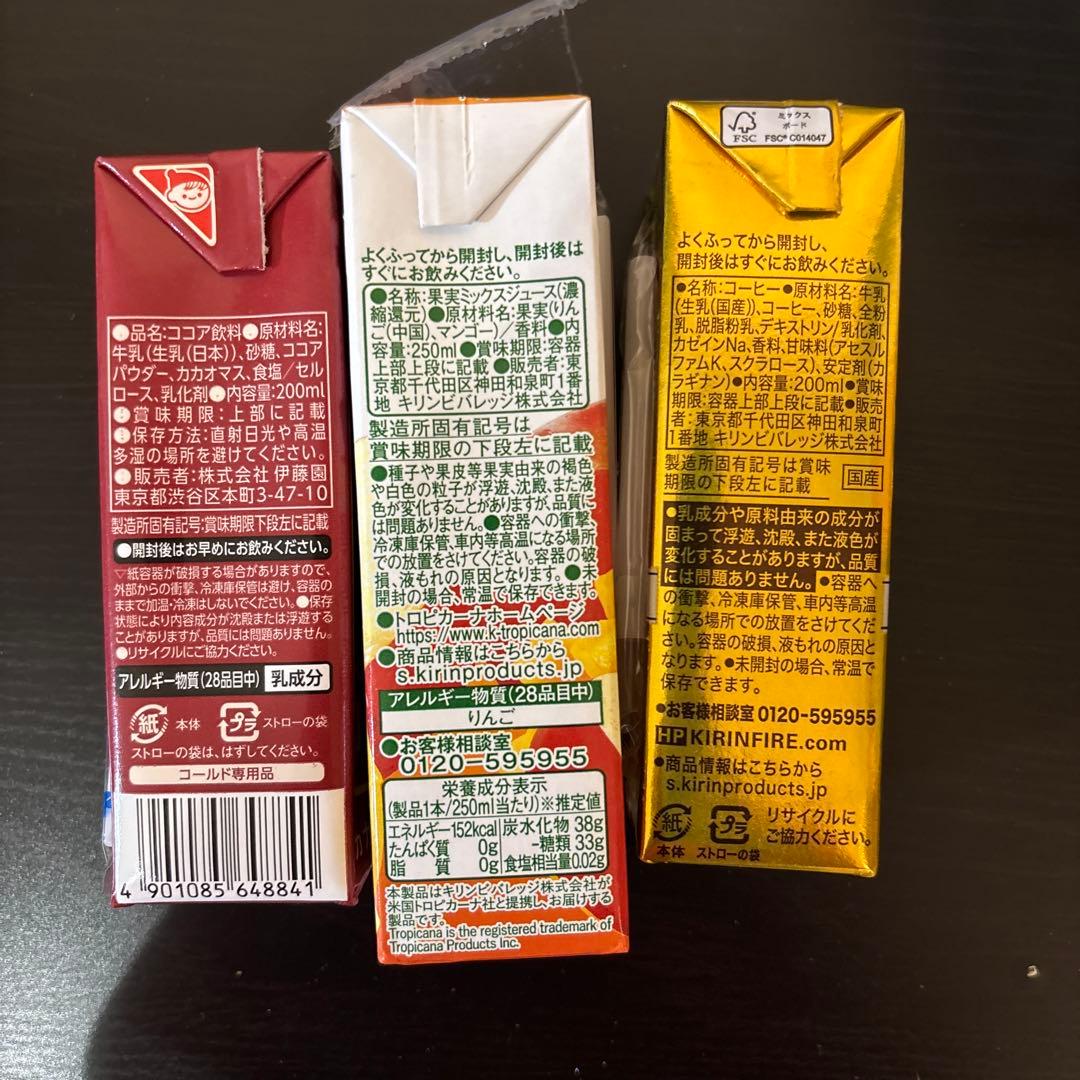 ●品名:ココア飲料●原材料名:
牛乳(生乳(日本))、砂糖、ココア
パウダー、カカオマス、食塩/セル
ロース、乳化剤●内容量:200ml
●賞味期限:上部に記載
●保存方法:直射日光や高温
多湿の場所を避けてください。
●販売者:株式会社 伊藤園
東京都渋谷区本町3-47-10
製造所固有記号:賞味期限下段左に記載
●開封後はお早めにお飲みください。
▽紙容器が破損する場合がありますので、
外部からの衝撃、冷凍庫保管は避け、容器の
ままで加温・冷凍はしないでください。●保存
状態により内容成分が沈殿または浮遊する
ことがありますが、品質には問題ありません。
●リサイクルにご協力ください。
アレルギー物質(28品目中) 乳成分
紙 本体 プラ ストローの袋
ストローの袋は、はずしてください。
コールド専用品
4 901085 648841
よくふってから開封し、開封後は
すぐにお飲みください。
●名称:果実ミックスジュース(濃
縮還元)●原材料名:果実(りん
ご(中国)、マンゴー)/香料●内
容量:250ml●賞味期限:容器
上部上段に記載●販売者:東
京都千代田区神田和泉町1番
地 キリンビバレッジ株式会社
製造所固有記号は
賞味期限の下段左に記載
●種子や果皮等果実由来の褐色
や白色の粒子が浮遊、沈殿、また液
色が変化することがありますが、品質に
は問題ありません。●容器への衝撃、
冷凍庫保管、車内等高温になる場所
での放置をさけてください。容器の破
損、液もれの原因となります。●未
開封の場合、常温で保存できます。
●トロピカーナホームページ
https://www.k-tropicana.com
●商品情報はこちらから
s.kirinproducts.jp
アレルギー物質(28品目中)
りんご
●お客様相談室
0120-595955
栄養成分表示
(製品1本/250ml当たり)※推定値
エネルギー152kcal 炭水化物 38g
たんぱく質 0g -糖類 33g
脂 質 0g 食塩相当量0.02g
本製品はキリンビバレッジ株式会社が
米国トロピカーナ社と提携し、お届けする
製品です。
Tropicana is the registered trademark of
Tropicana Products Inc.
ミックス
ボード
FSC FSC® C014047
よくふってから開封し、
開封後はすぐにお飲みください。
●名称:コーヒー●原材料名:牛乳
(生乳(国産))、コーヒー、砂糖、全粉
乳、脱脂粉乳、デキストリン/乳化剤、
カゼインNa、香料、甘味料(アセスル
ファムK、スクラロース)、安定剤(カ
ラギナン)●内容量:200ml●賞味
期限:容器上部上段に記載●販売
者:東京都千代田区神田和泉町
1番地 キリンビバレッジ株式会社
製造所固有記号は賞味
期限の下段左に記載 国産
●乳成分や原料由来の成分が
固まって浮遊、沈殿、また液色が
変化することがありますが、品質
には問題ありません。●容器へ
の衝撃、冷凍庫保管、車内等高温
になる場所での放置をさけてくだ
さい。容器の破損、液もれの原因と
なります。●未開封の場合、常温で
保存できます。
●お客様相談室 0120-595955
HP KIRINFIRE.com
●商品情報はこちらから
s.kirinproducts.jp
紙 プラ リサイクルに
ご協力ください。
本体 ストローの袋